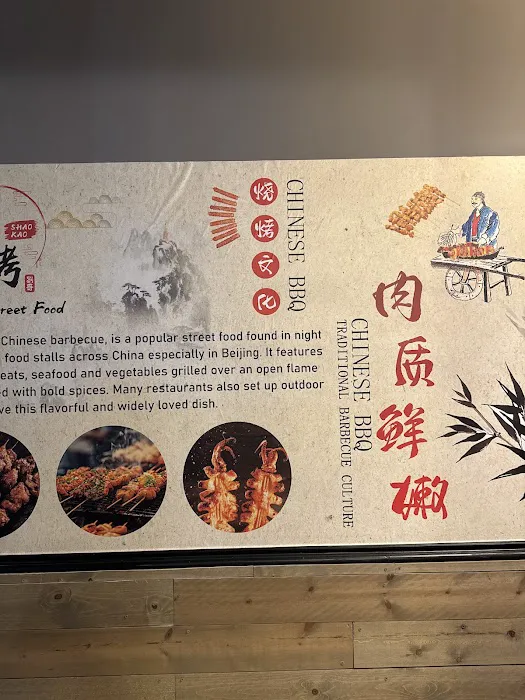 SHAO
KAO
烤
reet Food
Chinese barbecue, is a popular street food found in night
food stalls across China especially in Beijing. It features
eats, seafood and vegetables grilled over an open flame
d with bold spices. Many restaurants also set up outdoor
ve this flavorful and widely loved dish.
烧烤文化
CHINESE BBQ
CHINESE BBQ
TRADITIONAL BARBECUE CULTURE
肉质鲜嫩